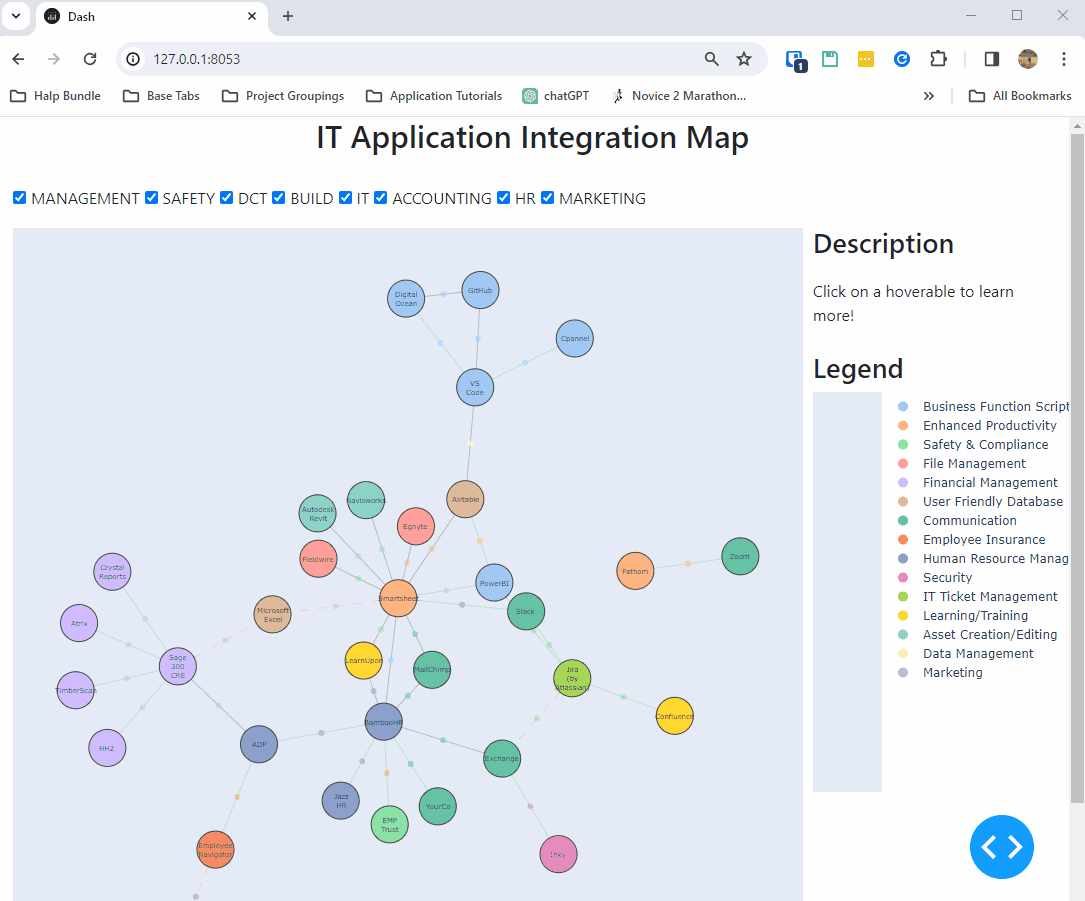 Dash
127.0.0.1:8053
1
Halp Bundle
Base Tabs
Project Groupings
Application Tutorials
chatGPT
Novice 2 Marathon...
All Bookmarks
IT Application Integration Map
MANAGEMENT SAFETY DCT BUILD IT ACCOUNTING HR MARKETING
Description
Click on a hoverable to learn
more!
Legend
Business Function Script
Enhanced Productivity
Safety & Compliance
File Management
Financial Management
User Friendly Database
Communication
Employee Insurance
Human Resource Manag
Security
IT Ticket Management
Learning/Training
Asset Creation/Editing
Data Management
Marketing
Digital
Ocean
GitHub
Cpannel
VS
Code
Airtable
Navisworks
Autodesk
Revit
Egnyte
Fieldwire
Fathom
Zoom
Crystal
Reports
PowerBI
Smartsheet
Slack
Microsoft
Excel
Atrix
LearnUpon
MailChimp
Sage
300
CRE
Jira
(by
Atlassian)
TimberScan
Confluence
BambooHR
ADP
HH2
Exchange
Jazz
HR
YourCo
EMP
Trust
Employee
Navigator
Inky